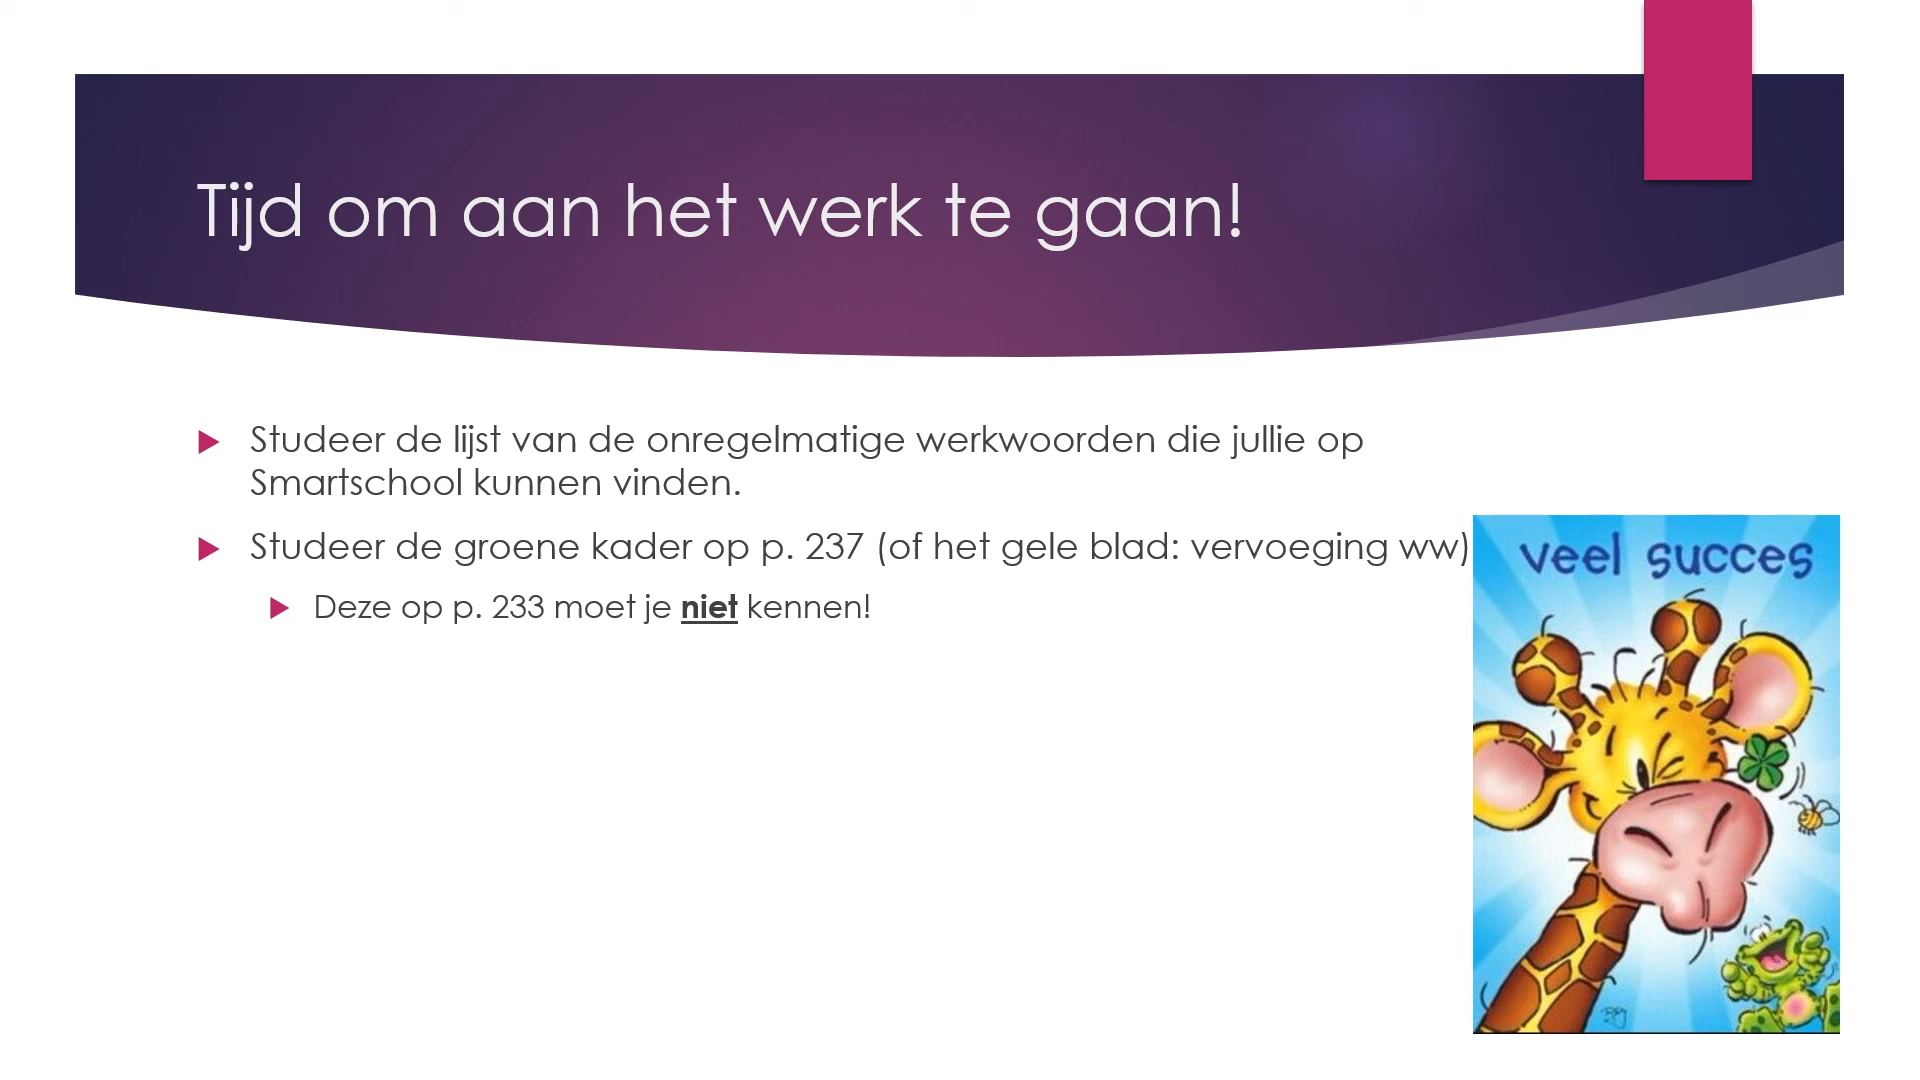 Tijd om aan het werk te gaan!
Studeer de lijst van de onregelmatige werkwoorden die jullie op
Smartschool kunnen vinden.
Studeer de groene kader op p. 237 (of het gele blad: vervoeging ww)
Deze op p. 233 moet je niet kennen!
veel succes